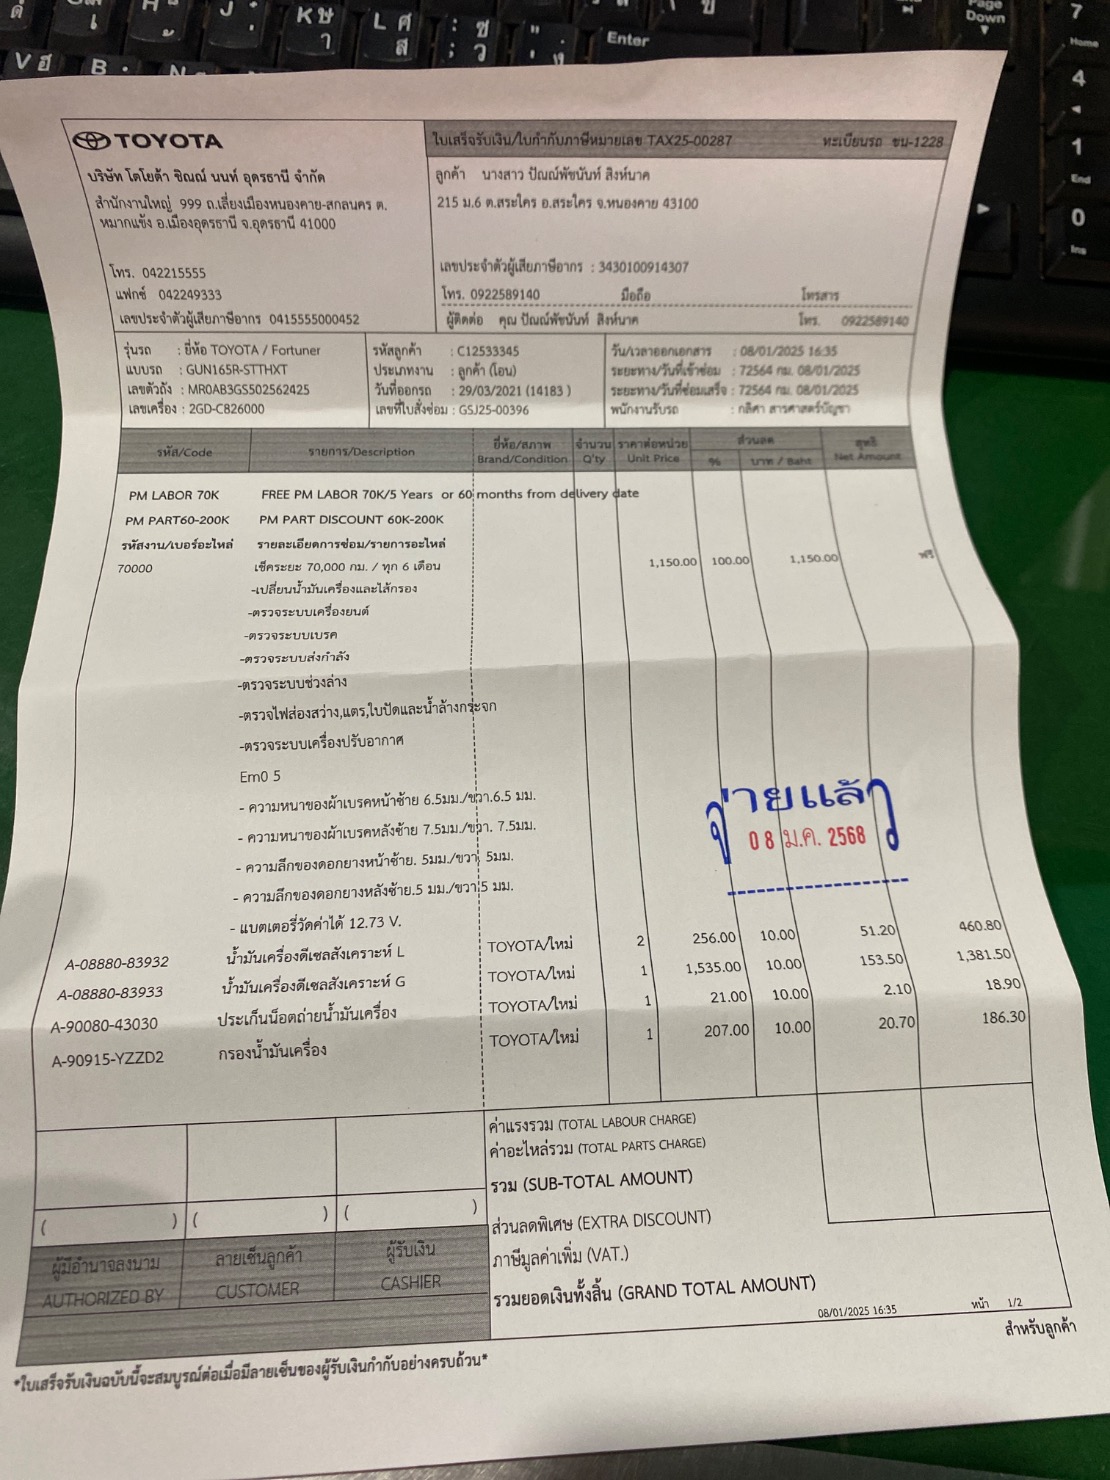 TOYOTA
บริษัท โตโยต้า ชิณณ์ นนท์ อุดรธานี จำกัด
สำนักงานใหญ่ 999 ถ.เลี่ยงเมืองหนองคาย-สกลนคร ต.
หมากแข้ง อ.เมืองอุดรธานี จ.อุดรธานี 41000
โทร. 042215555
แฟกซ์ 042249333
เลขประจำตัวผู้เสียภาษีอากร 0415555000452
ใบเสร็จรับเงิน/ใบกำกับภาษีหมายเลข TAX25-00287 ทะเบียนรถ ขน-1228
ลูกค้า นางสาว ปัณณ์พัชนันท์ สิงห์นาค
215 ม.6 ต.สระใคร อ.สระใคร จ.หนองคาย 43100
เลขประจำตัวผู้เสียภาษีอากร : 3430100914307
โทร. 0922589140 มือถือ โทรสาร
ผู้ติดต่อ คุณ ปัณณ์พัชนันท์ สิงห์นาค โทร. 0922589140
รุ่นรถ : ยี่ห้อ TOYOTA / Fortuner
แบบรถ : GUN165R-STTHXT
เลขตัวถัง : MR0AB3GS502562425
เลขเครื่อง : 2GD-C826000
รหัสลูกค้า : C12533345
ประเภทงาน : ลูกค้า (โอน)
วันที่ออกรถ : 29/03/2021 (14183 )
เลขที่ใบสั่งซ่อม : GSJ25-00396
วัน/เวลาออกเอกสาร : 08/01/2025 16:35
ระยะทาง/วันที่เข้าซ่อม : 72564 กม. 08/01/2025
ระยะทาง/วันที่ซ่อมเสร็จ : 72564 กม. 08/01/2025
พนักงานรับรถ : กลิศา สารศาสตร์บัญชา
รหัส/Code รายการ/Description ยี่ห้อ/สภาพ Brand/Condition จำนวน Q'ty ราคาต่อหน่วย Unit Price ส่วนลด % บาท / Baht สุทธิ Net Amount
PM LABOR 70K FREE PM LABOR 70K/5 Years or 60 months from delivery date
PM PART60-200K PM PART DISCOUNT 60K-200K
รหัสงาน/เบอร์อะไหล่ รายละเอียดการซ่อม/รายการอะไหล่
70000 เช็คระยะ 70,000 กม. / ทุก 6 เดือน 1,150.00 100.00 1,150.00 ฟรี
-เปลี่ยนน้ำมันเครื่องและไส้กรอง
-ตรวจระบบเครื่องยนต์
-ตรวจระบบเบรค
-ตรวจระบบส่งกำลัง
-ตรวจระบบช่วงล่าง
-ตรวจไฟส่องสว่าง,แตร,ใบปัดและน้ำล้างกระจก
-ตรวจระบบเครื่องปรับอากาศ
Em0 5
- ความหนาของผ้าเบรคหน้าซ้าย 6.5มม./ขวา.6.5 มม.
- ความหนาของผ้าเบรคหลังซ้าย 7.5มม./ขวา. 7.5มม.
- ความลึกของดอกยางหน้าซ้าย. 5มม./ขวา. 5มม.
- ความลึกของดอกยางหลังซ้าย.5 มม./ขวา5 มม.
- แบตเตอรี่วัดค่าได้ 12.73 V.
จ่ายแล้ว
08 ม.ค. 2568
A-08880-83932 น้ำมันเครื่องดีเซลสังเคราะห์ L TOYOTA/ใหม่ 2 256.00 10.00 51.20 460.80
A-08880-83933 น้ำมันเครื่องดีเซลสังเคราะห์ G TOYOTA/ใหม่ 1 1,535.00 10.00 153.50 1,381.50
A-90080-43030 ประเก็นน็อตถ่ายน้ำมันเครื่อง TOYOTA/ใหม่ 1 21.00 10.00 2.10 18.90
A-90915-YZZD2 กรองน้ำมันเครื่อง TOYOTA/ใหม่ 1 207.00 10.00 20.70 186.30
ค่าแรงรวม (TOTAL LABOUR CHARGE)
ค่าอะไหล่รวม (TOTAL PARTS CHARGE)
รวม (SUB-TOTAL AMOUNT)
ส่วนลดพิเศษ (EXTRA DISCOUNT)
ภาษีมูลค่าเพิ่ม (VAT.)
รวมยอดเงินทั้งสิ้น (GRAND TOTAL AMOUNT)
( ) ( ) ( )
ผู้มีอำนาจลงนาม ลายเซ็นลูกค้า ผู้รับเงิน
AUTHORIZED BY CUSTOMER CASHIER
08/01/2025 16:35 หน้า 1/2
สำหรับลูกค้า
*ใบเสร็จรับเงินฉบับนี้จะสมบูรณ์ต่อเมื่อมีลายเซ็นของผู้รับเงินกำกับอย่างครบถ้วน*